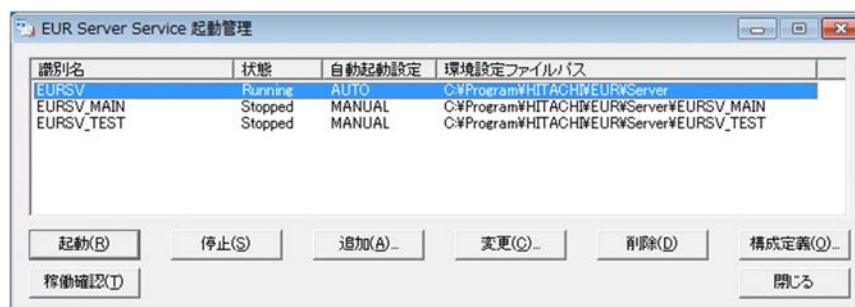 EUR Server Service 起動管理
識別名 状態 自動起動設定 環境設定ファイルパス
EURSV Running AUTO C:¥Program¥HITACHI¥EUR¥Server
EURSV_MAIN Stopped MANUAL C:¥Program¥HITACHI¥EUR¥Server¥EURSV_MAIN
EURSV_TEST Stopped MANUAL C:¥Program¥HITACHI¥EUR¥Server¥EURSV_TEST
起動(R) 停止(S) 追加(A)... 変更(C)... 削除(D) 構成定義(O)...
稼働確認(T) 閉じる